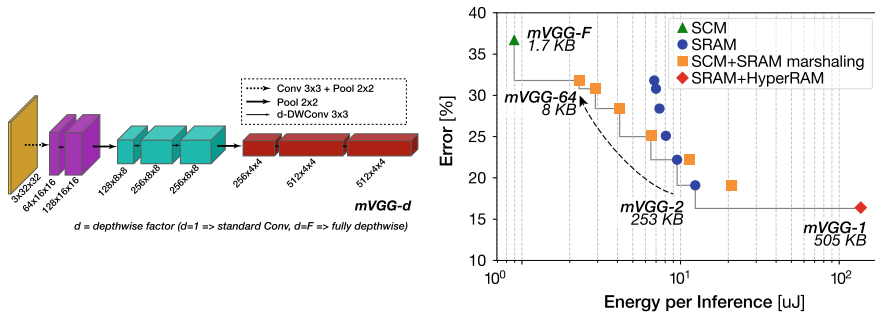 Conv 3x3 + Pool 2x2
Pool 2x2
d-DWConv 3x3
3x32x32
64x16x16
128x16x16
128x8x8
256x8x8
256x8x8
256x4x4
512x4x4
512x4x4
mVGG-d
d = depthwise factor (d=1 => standard Conv, d=F => fully depthwise)
40
35
30
25
20
15
10
Error [%]
mVGG-F
1.7 KB
SCM
SRAM
SCM+SRAM marshaling
SRAM+HyperRAM
mVGG-64
8 KB
mVGG-2
253 KB
mVGG-1
505 KB
10⁰
10¹
10²
Energy per Inference [uJ]